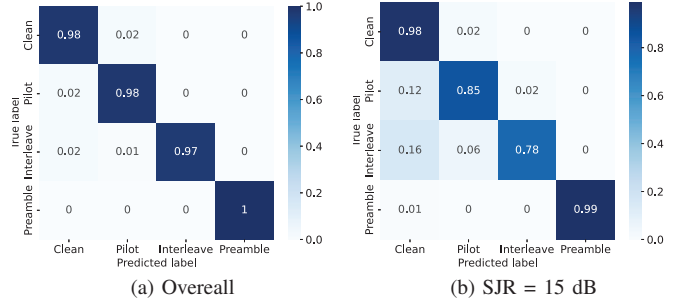 Clean 0.98 0.02 0 0 1.0
Pilot 0.02 0.98 0 0 0.8
Interleave 0.02 0.01 0.97 0 0.6
Preamble 0 0 0 1 0.4
0.2
0.0
True label
Clean Pilot Interleave Preamble
Predicted label
(a) Overeall
Clean 0.98 0.02 0 0
Pilot 0.12 0.85 0.02 0 0.8
Interleave 0.16 0.06 0.78 0 0.6
Preamble 0.01 0 0 0.99 0.4
0.2
0.0
True label
Clean Pilot Interleave Preamble
Predicted label
(b) SJR = 15 dB